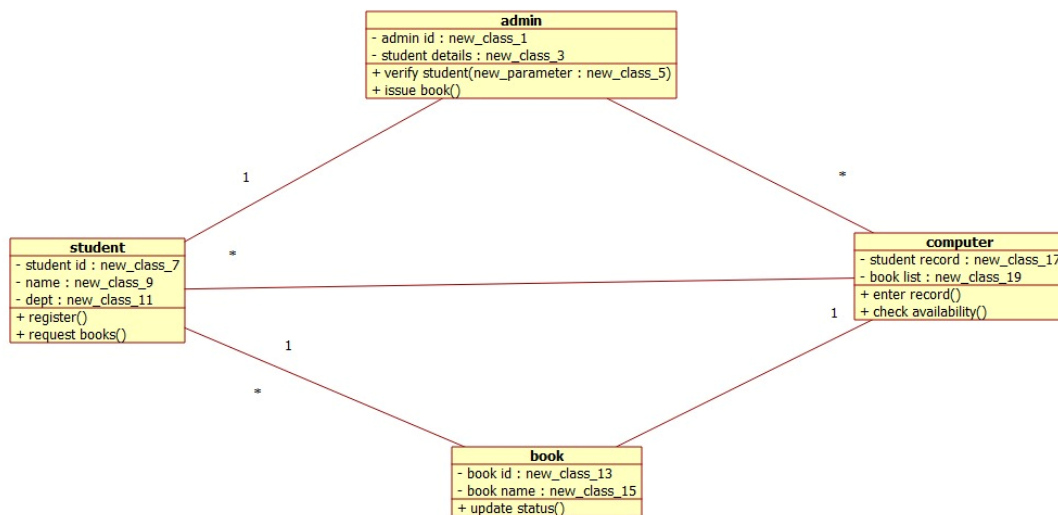 admin
- admin id : new_class_1
- student details : new_class_3
+ verify student(new_parameter : new_class_5)
+ issue book()
1
*
student
- student id : new_class_7
- name : new_class_9
- dept : new_class_11
+ register()
+ request books()
*
computer
- student record : new_class_17
- book list : new_class_19
+ enter record()
+ check availability()
1
1
*
book
- book id : new_class_13
- book name : new_class_15
+ update status()